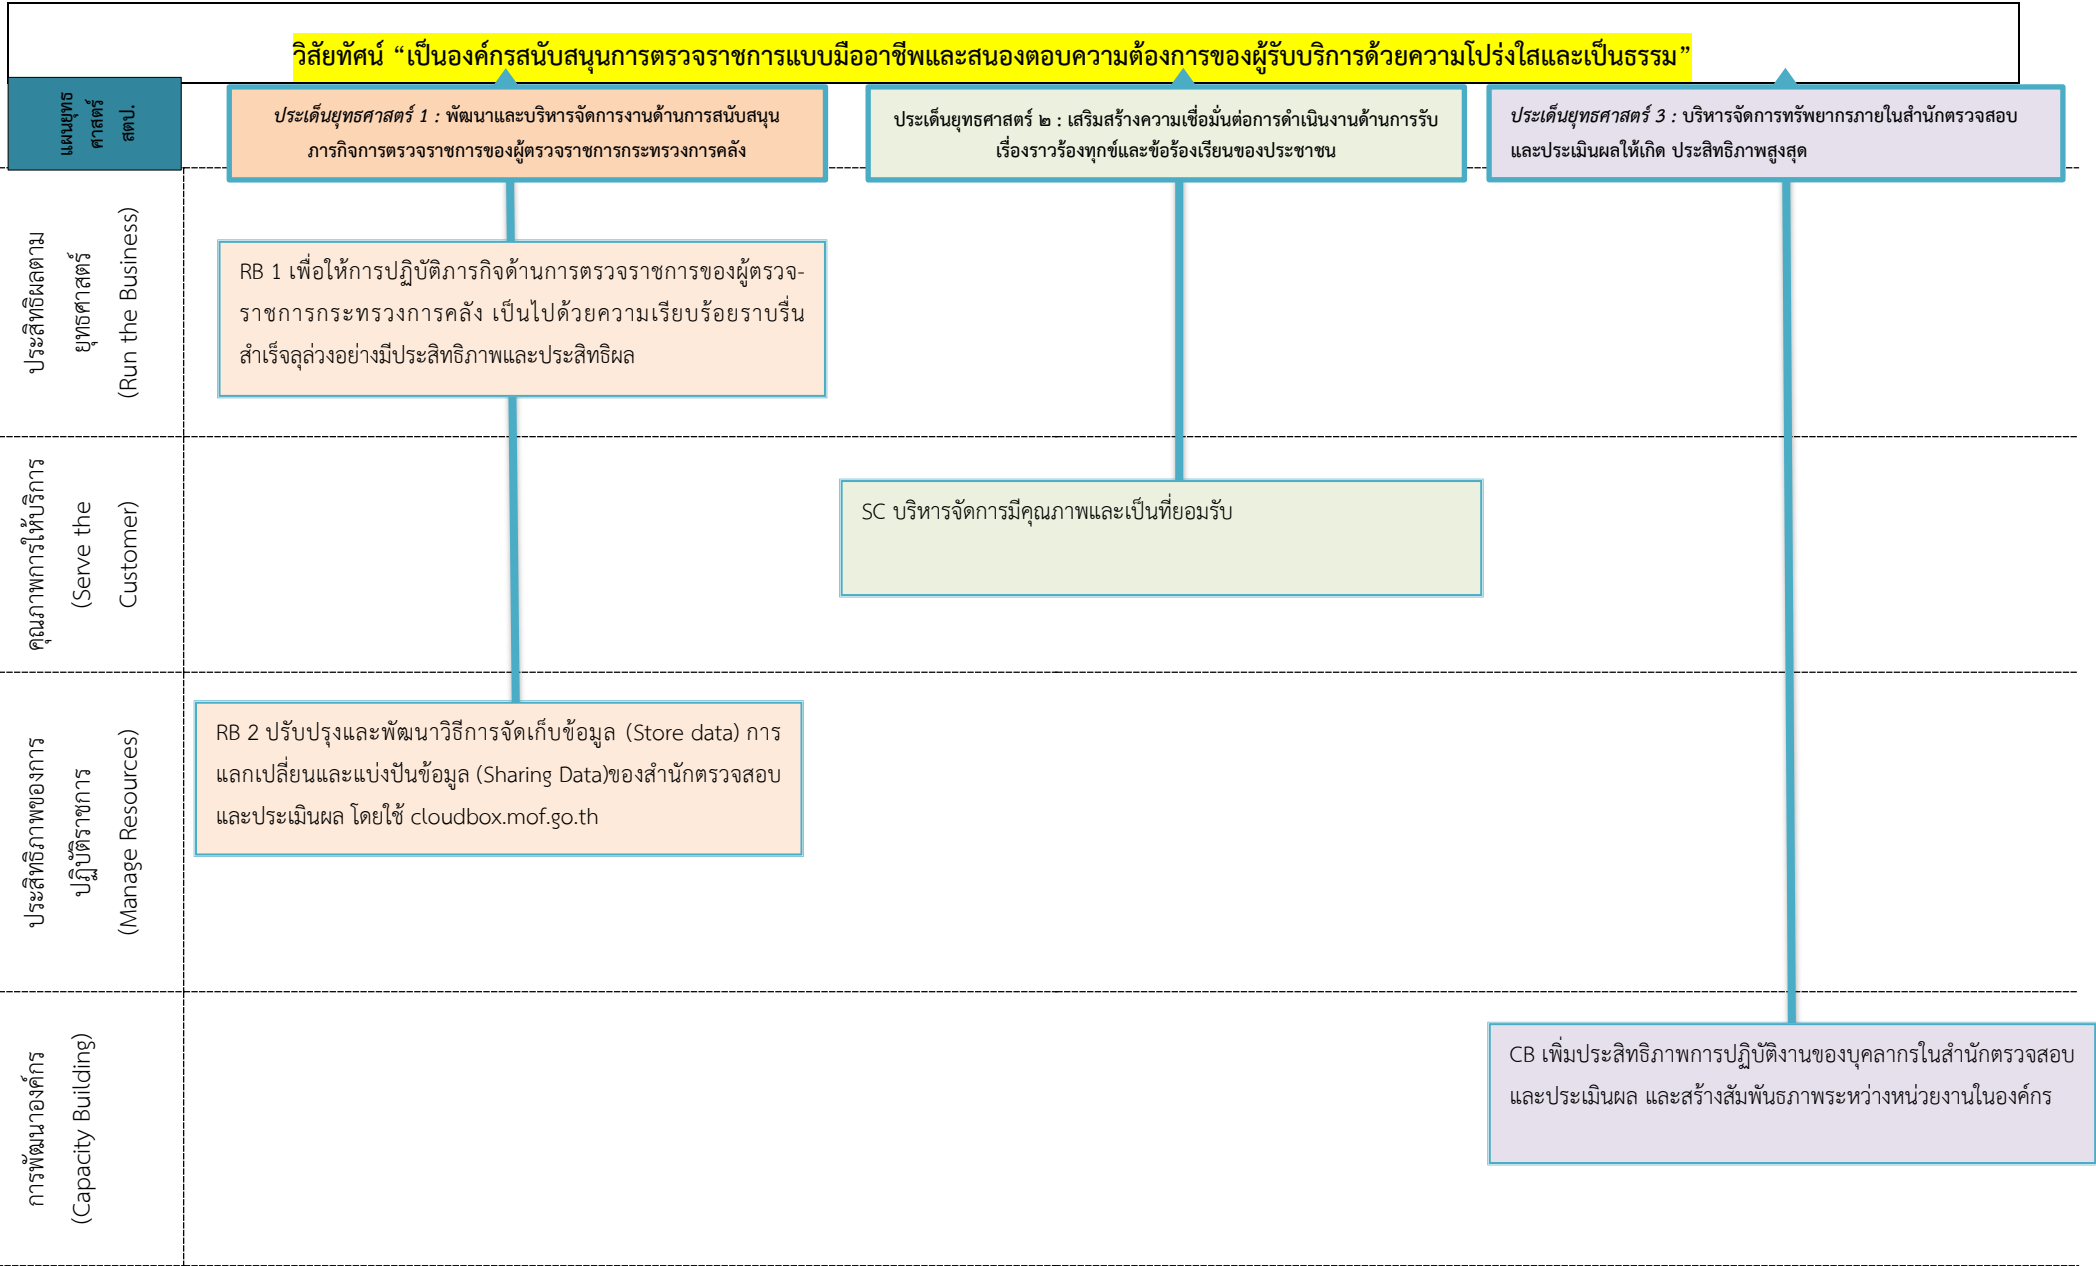 วิสัยทัศน์ “เป็นองค์กรสนับสนุนการตรวจราชการแบบมืออาชีพและสนองตอบความต้องการของผู้รับบริการด้วยความโปร่งใสและเป็นธรรม”
แผนยุทธ
ศาสตร์
สตป.
ประเด็นยุทธศาสตร์ 1 : พัฒนาและบริหารจัดการงานด้านการสนับสนุน
ภารกิจการตรวจราชการของผู้ตรวจราชการกระทรวงการคลัง
ประเด็นยุทธศาสตร์ ๒ : เสริมสร้างความเชื่อมั่นต่อการดำเนินงานด้านการรับ
เรื่องราวร้องทุกข์และข้อร้องเรียนของประชาชน
ประเด็นยุทธศาสตร์ 3 : บริหารจัดการทรัพยากรภายในสำนักตรวจสอบ
และประเมินผลให้เกิด ประสิทธิภาพสูงสุด
ประสิทธิผลตาม
ยุทธศาสตร์
(Run the Business)
RB 1 เพื่อให้การปฏิบัติภารกิจด้านการตรวจราชการของผู้ตรวจ-
ราชการกระทรวงการคลัง เป็นไปด้วยความเรียบร้อยราบรื่น
สำเร็จลุล่วงอย่างมีประสิทธิภาพและประสิทธิผล
คุณภาพการให้บริการ
(Serve the
Customer)
SC บริหารจัดการมีคุณภาพและเป็นที่ยอมรับ
ประสิทธิภาพของการ
ปฏิบัติราชการ
(Manage Resources)
RB 2 ปรับปรุงและพัฒนาวิธีการจัดเก็บข้อมูล (Store data) การ
แลกเปลี่ยนและแบ่งปันข้อมูล (Sharing Data)ของสำนักตรวจสอบ
และประเมินผล โดยใช้ cloudbox.mof.go.th
การพัฒนาองค์กร
(Capacity Building)
CB เพิ่มประสิทธิภาพการปฏิบัติงานของบุคลากรในสำนักตรวจสอบ
และประเมินผล และสร้างสัมพันธภาพระหว่างหน่วยงานในองค์กร